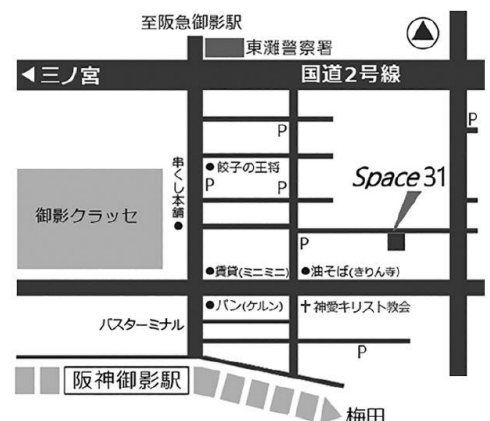 至阪急御影駅
東灘警察署
◀三ノ宮
国道2号線
P
P
串くし本舗
餃子の王将
P
P
Space 31
御影クラッセ
P
賃貸(ミニミニ)
油そば(きりん寺)
パン(ケルン)
神愛キリスト教会
バスターミナル
P
阪神御影駅
梅田